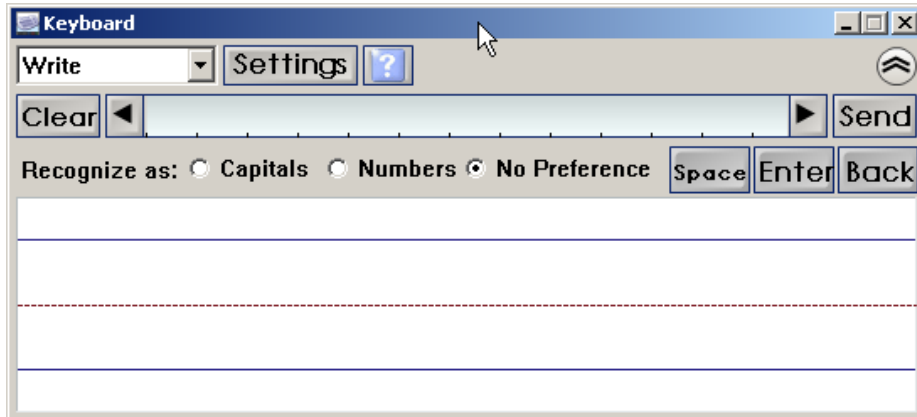 Keyboard
Write Settings ?
Clear Send
Recognize as: Capitals Numbers No Preference Space Enter Back